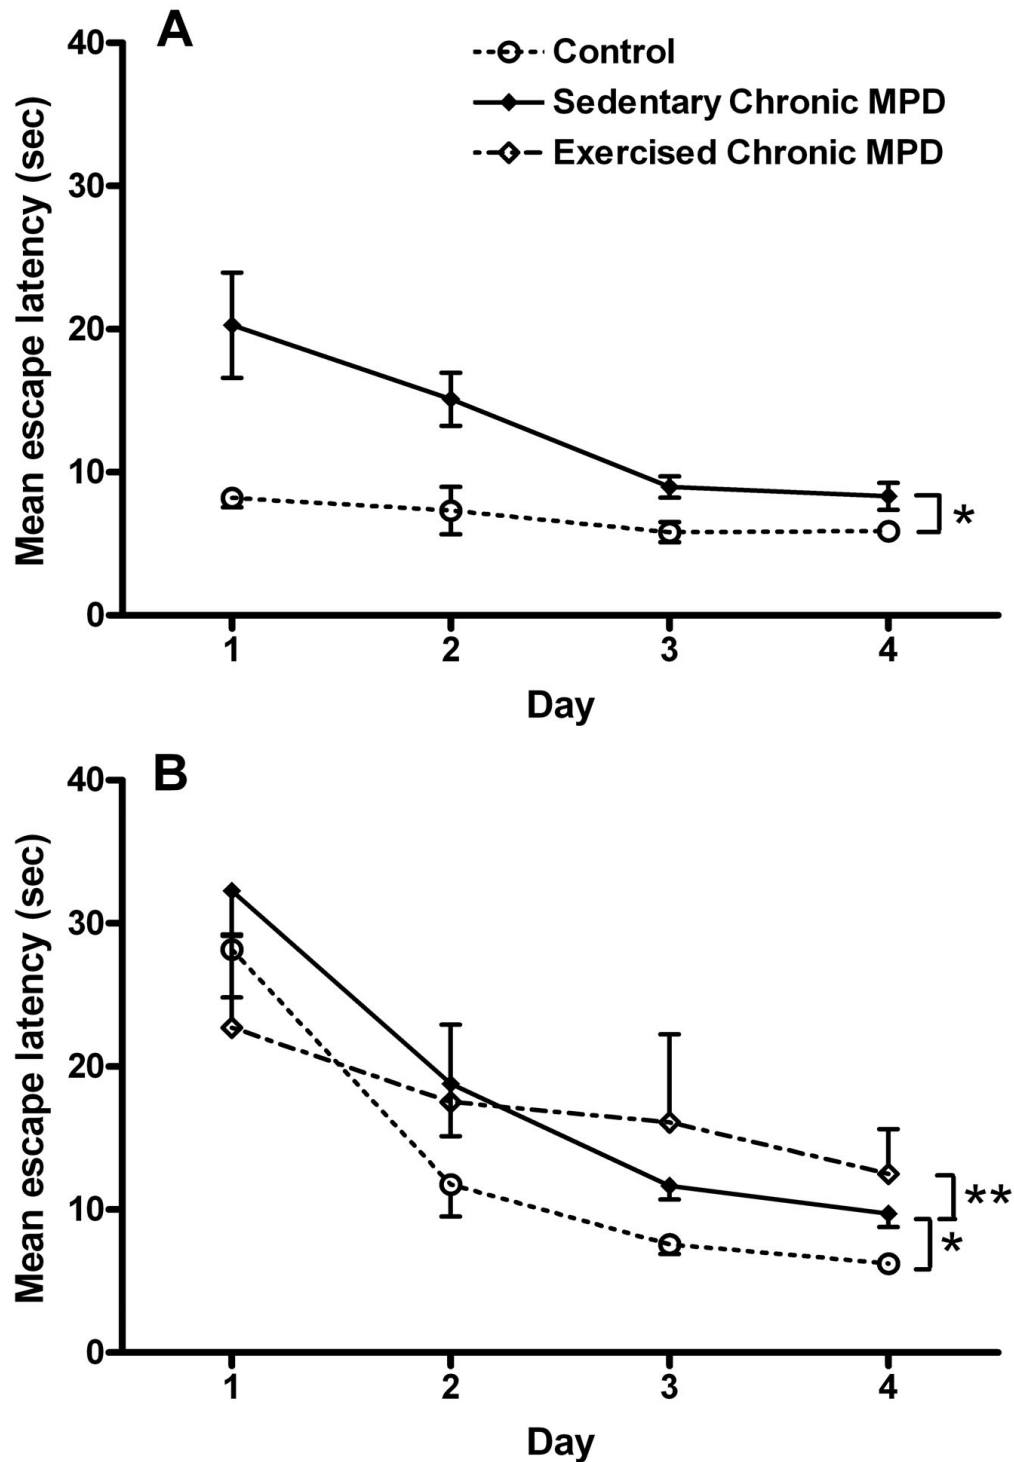 A
Control
Sedentary Chronic MPD
Exercised Chronic MPD
40
30
20
10
0
Mean escape latency (sec)
*
1 2 3 4
Day
B
40
30
20
10
0
Mean escape latency (sec)
**
*
1 2 3 4
Day